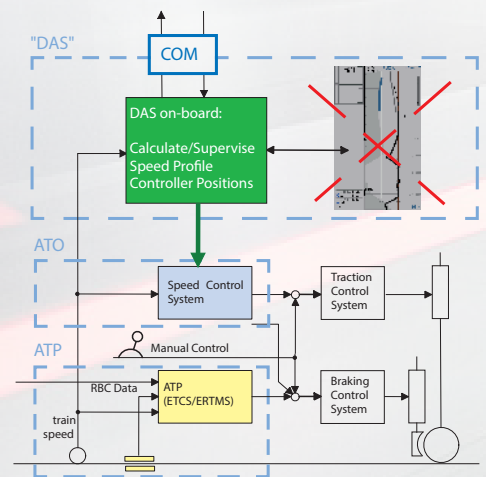 "DAS"
COM
DAS on-board:
Calculate/Supervise
Speed Profile
Controller Positions
ATO
Speed Control
System
Traction
Control
System
ATP
Manual Control
RBC Data
ATP
(ETCS/ERTMS)
Braking
Control
System
train
speed